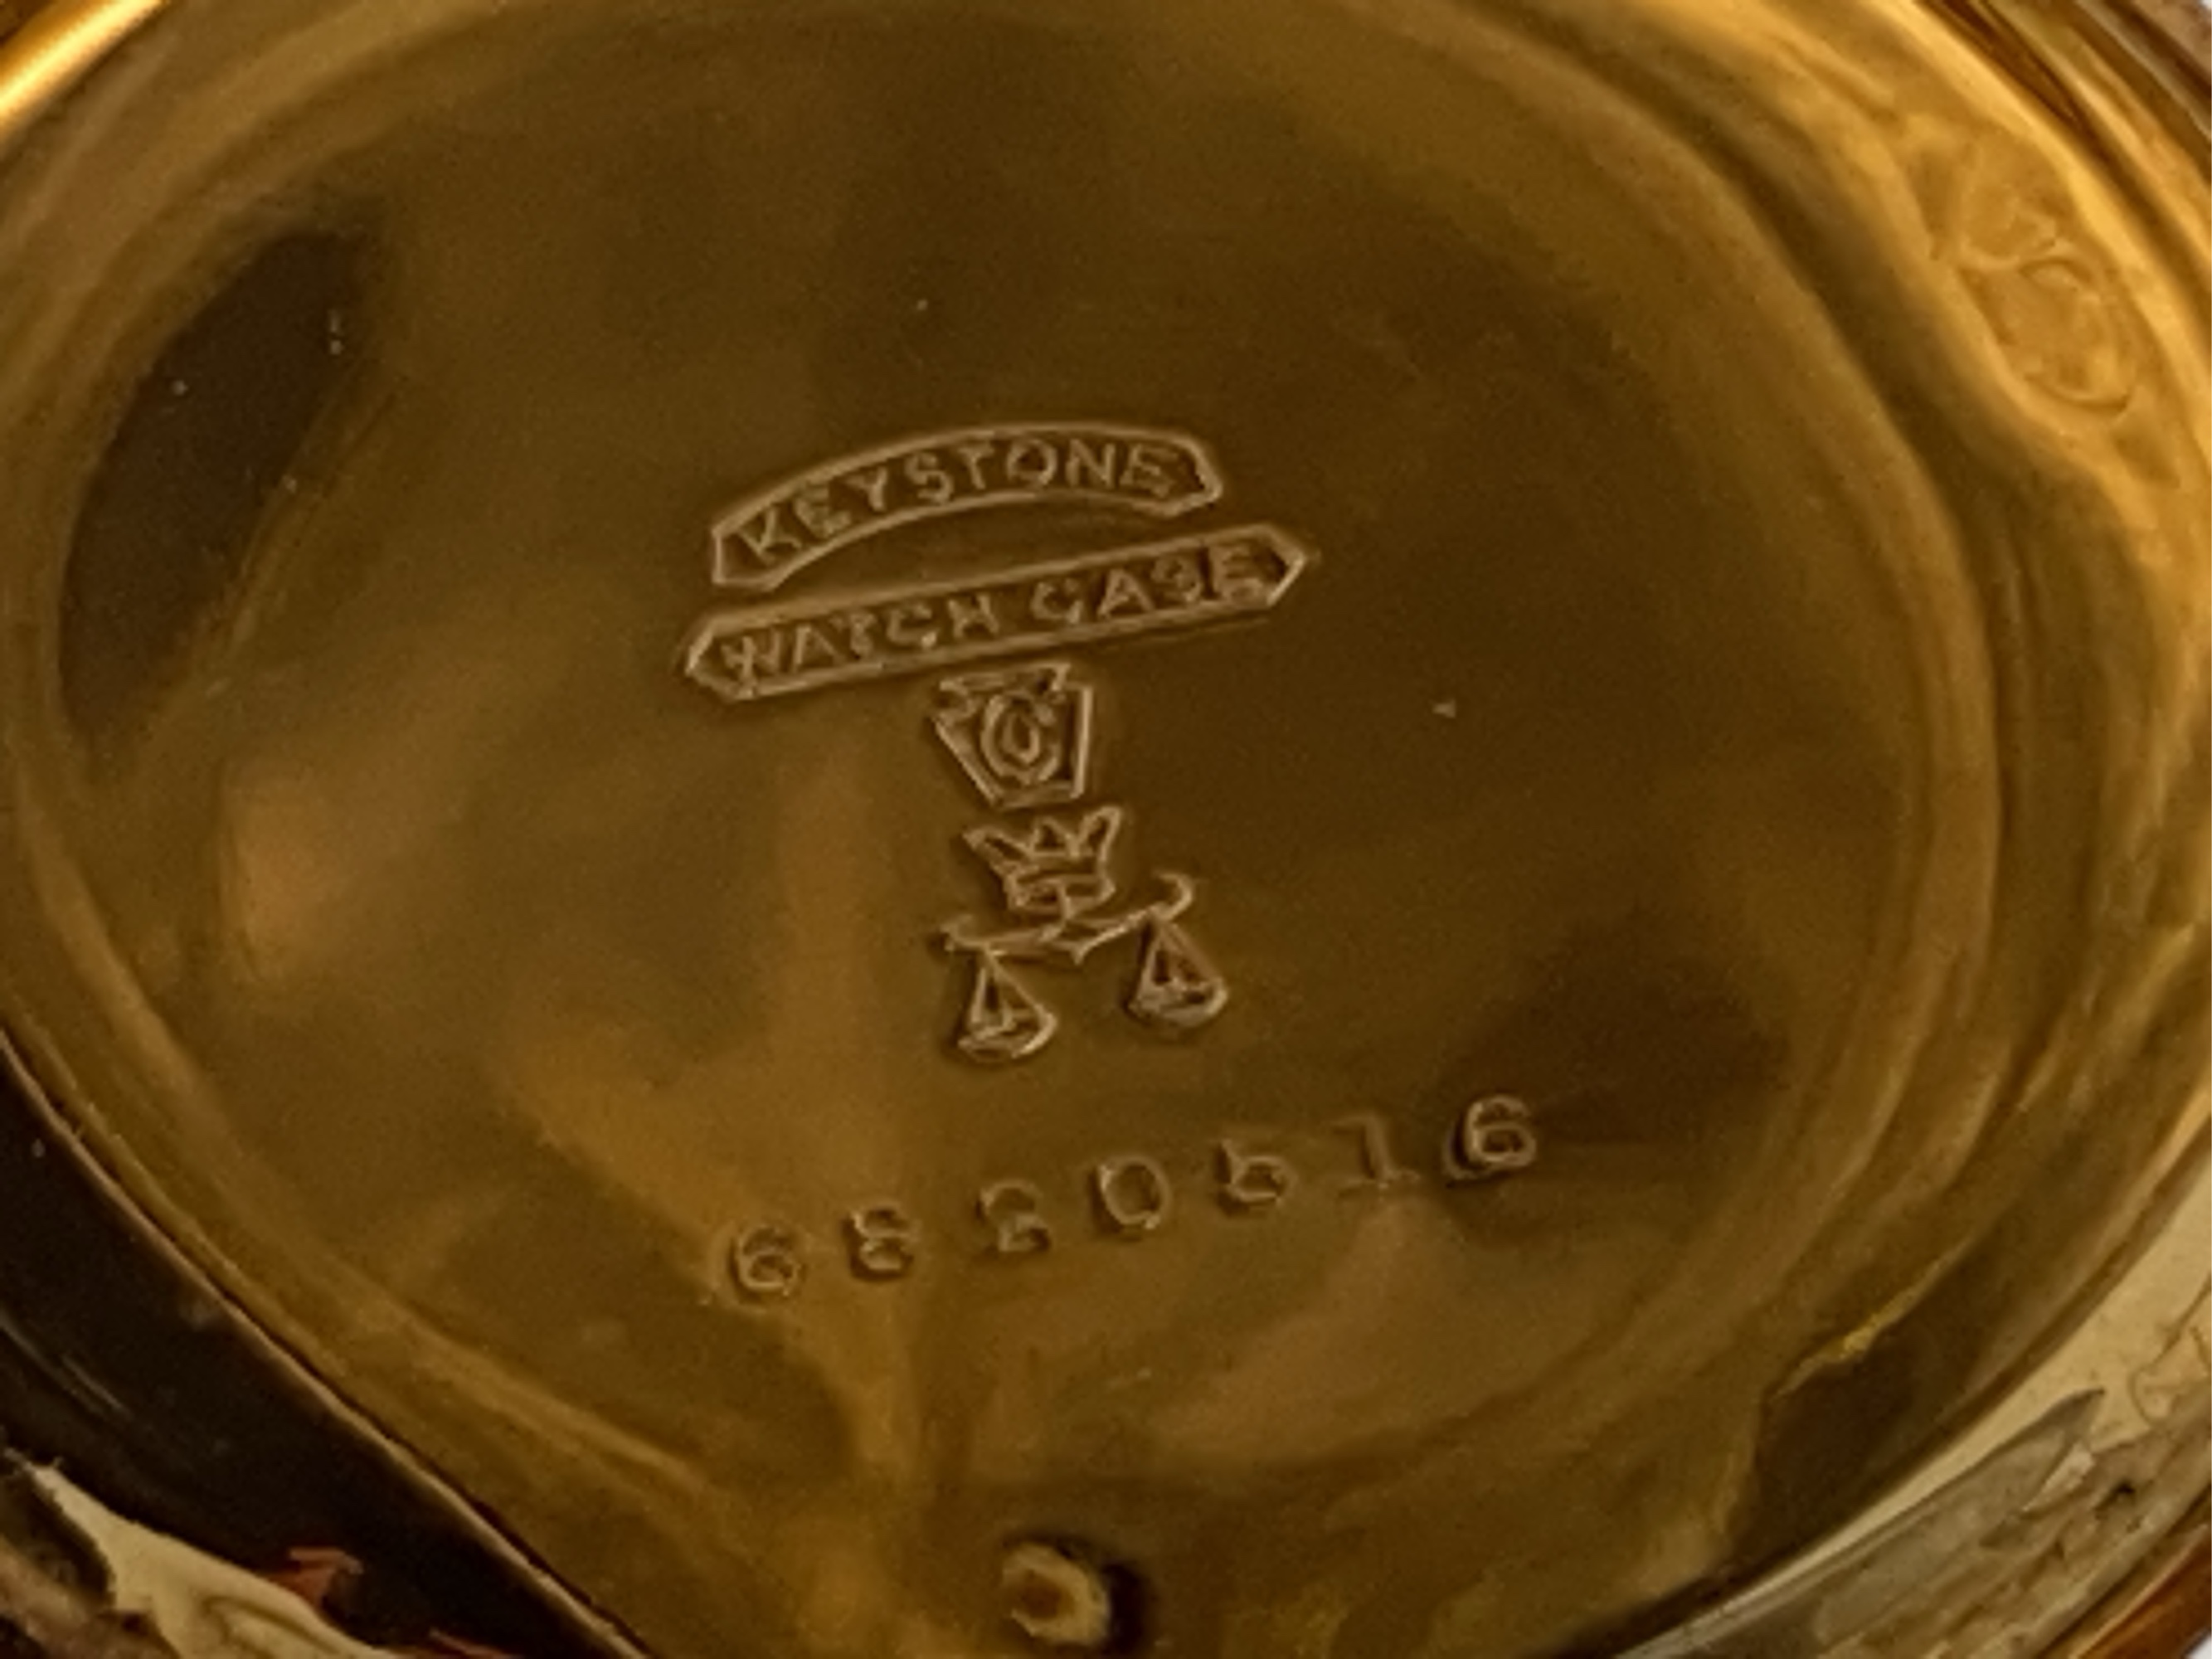 KEYSTONE
WATCH CASE
C
6820516